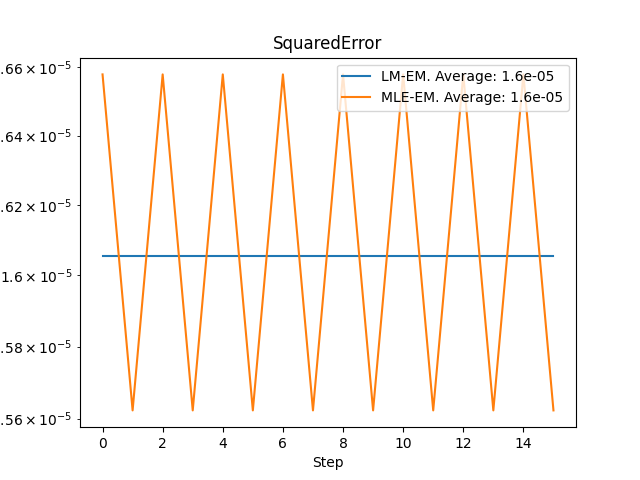 SquaredError
.66 × 10⁻⁵
.64 × 10⁻⁵
.62 × 10⁻⁵
1.6 × 10⁻⁵
.58 × 10⁻⁵
.56 × 10⁻⁵
LM-EM. Average: 1.6e-05
MLE-EM. Average: 1.6e-05
0 2 4 6 8 10 12 14
Step